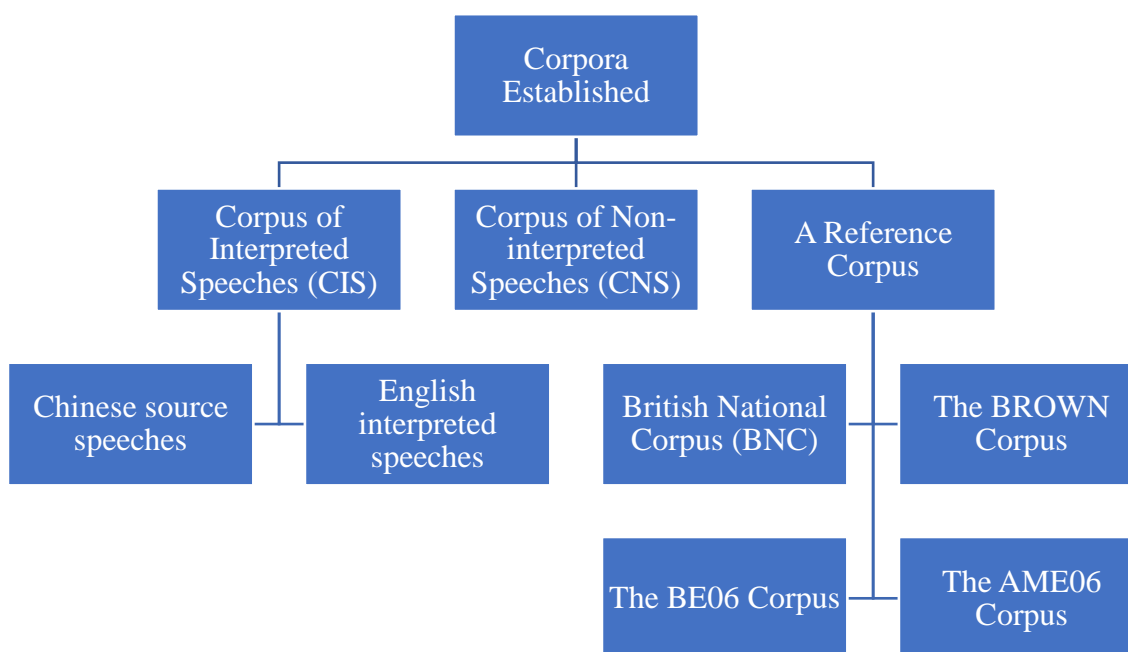 Corpora
Established
Corpus of
Interpreted
Speeches (CIS)
Corpus of Non-
interpreted
Speeches (CNS)
A Reference
Corpus
Chinese source
speeches
English
interpreted
speeches
British National
Corpus (BNC)
The BROWN
Corpus
The BE06 Corpus
The AME06
Corpus